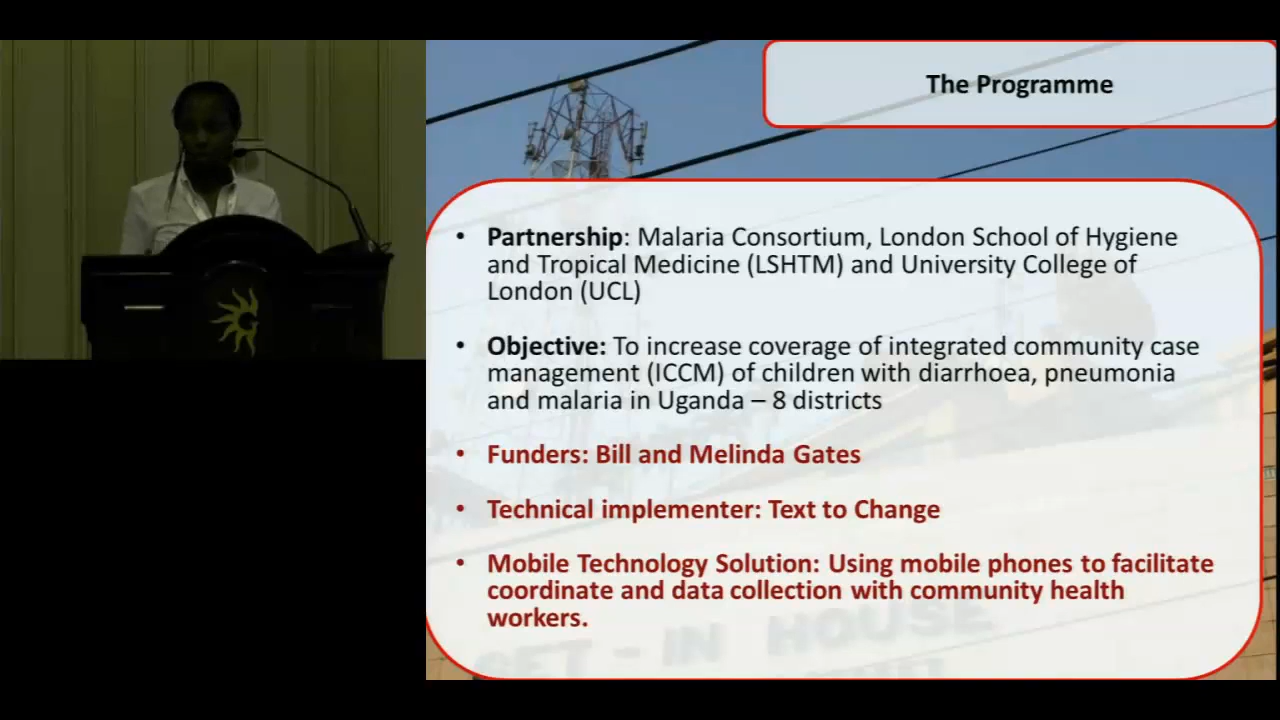 The Programme
• Partnership: Malaria Consortium, London School of Hygiene
and Tropical Medicine (LSHTM) and University College of
London (UCL)
• Objective: To increase coverage of integrated community case
management (ICCM) of children with diarrhoea, pneumonia
and malaria in Uganda – 8 districts
• Funders: Bill and Melinda Gates
• Technical implementer: Text to Change
• Mobile Technology Solution: Using mobile phones to facilitate
coordinate and data collection with community health
workers.
- IN HOUSE